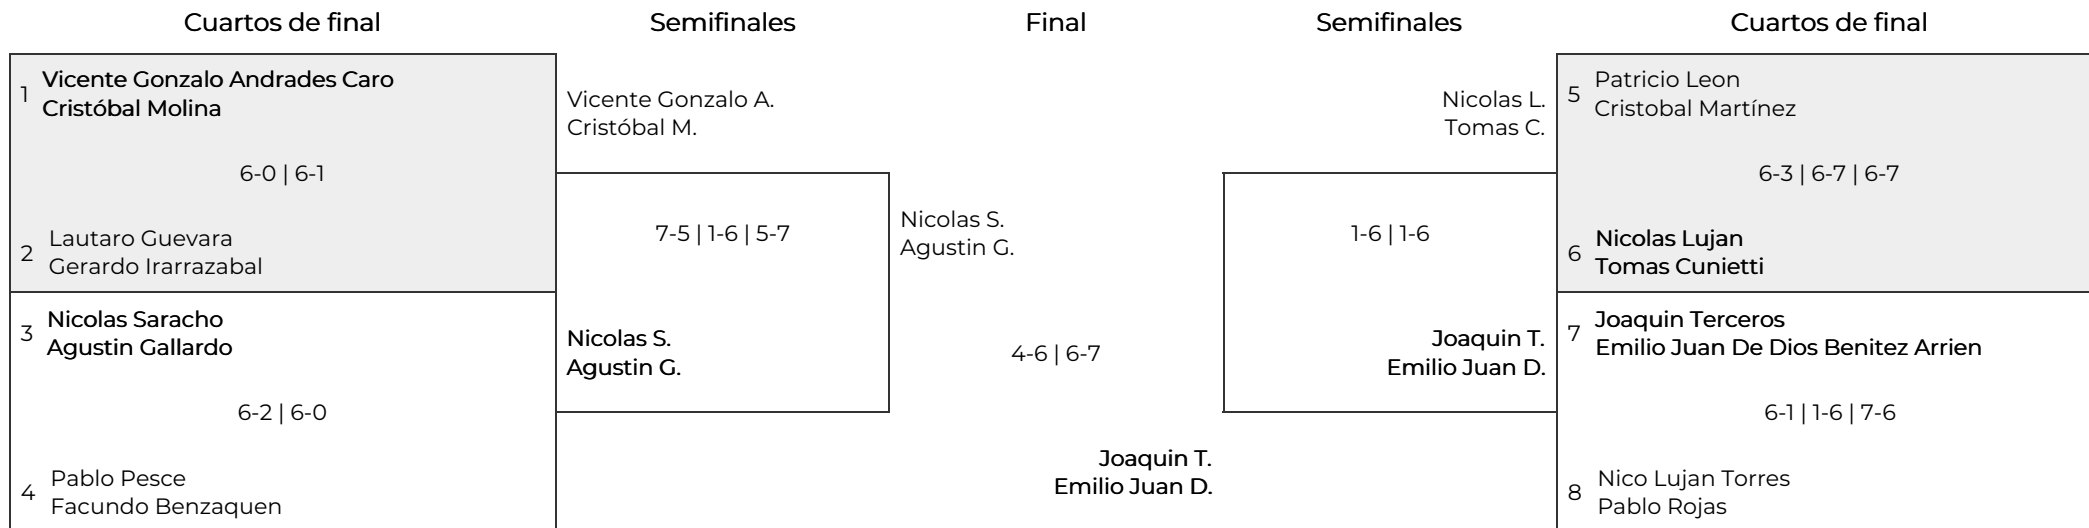 Cuartos de final
Semifinales
Final
Semifinales
Cuartos de final
1
Vicente Gonzalo Andrades Caro
Cristóbal Molina
6-0 | 6-1
2
Lautaro Guevara
Gerardo Irarrazabal
3
Nicolas Saracho
Agustin Gallardo
6-2 | 6-0
4
Pablo Pesce
Facundo Benzaquen
Vicente Gonzalo A.
Cristóbal M.
7-5 | 1-6 | 5-7
Nicolas S.
Agustin G.
Nicolas S.
Agustin G.
4-6 | 6-7
Joaquin T.
Emilio Juan D.
Nicolas L.
Tomas C.
1-6 | 1-6
Joaquin T.
Emilio Juan D.
5
Patricio Leon
Cristobal Martínez
6-3 | 6-7 | 6-7
6
Nicolas Lujan
Tomas Cunietti
7
Joaquin Terceros
Emilio Juan De Dios Benitez Arrien
6-1 | 1-6 | 7-6
8
Nico Lujan Torres
Pablo Rojas